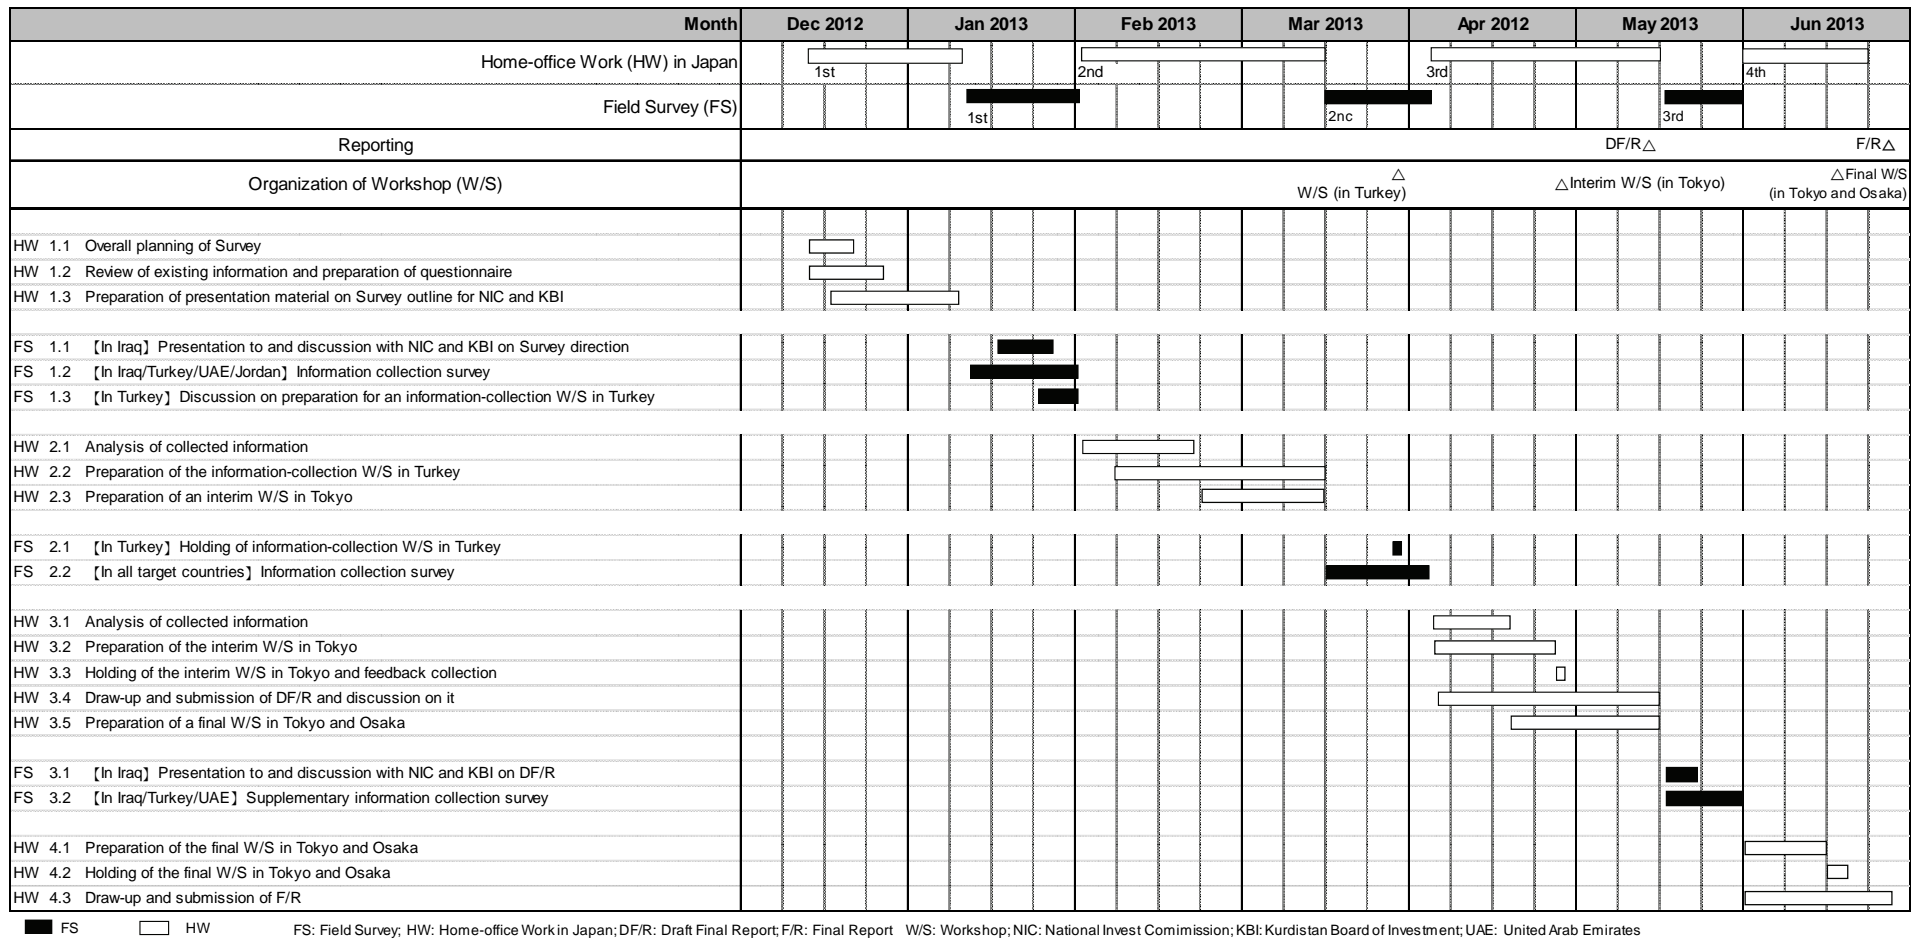 Month Dec 2012 Jan 2013 Feb 2013 Mar 2013 Apr 2012 May 2013 Jun 2013
Home-office Work (HW) in Japan
1st 2nd 3rd 4th
Field Survey (FS)
1st 2nc 3rd
Reporting DF/R△ F/R△
Organization of Workshop (W/S)
△
W/S (in Turkey)
△Interim W/S (in Tokyo)
△Final W/S
(in Tokyo and Osaka)
HW 1.1 Overall planning of Survey
HW 1.2 Review of existing information and preparation of questionnaire
HW 1.3 Preparation of presentation material on Survey outline for NIC and KBI
FS 1.1 【In Iraq】Presentation to and discussion with NIC and KBI on Survey direction
FS 1.2 【In Iraq/Turkey/UAE/Jordan】Information collection survey
FS 1.3 【In Turkey】Discussion on preparation for an information-collection W/S in Turkey
HW 2.1 Analysis of collected information
HW 2.2 Preparation of the information-collection W/S in Turkey
HW 2.3 Preparation of an interim W/S in Tokyo
FS 2.1 【In Turkey】Holding of information-collection W/S in Turkey
FS 2.2 【In all target countries】Information collection survey
HW 3.1 Analysis of collected information
HW 3.2 Preparation of the interim W/S in Tokyo
HW 3.3 Holding of the interim W/S in Tokyo and feedback collection
HW 3.4 Draw-up and submission of DF/R and discussion on it
HW 3.5 Preparation of a final W/S in Tokyo and Osaka
FS 3.1 【In Iraq】Presentation to and discussion with NIC and KBI on DF/R
FS 3.2 【In Iraq/Turkey/UAE】Supplementary information collection survey
HW 4.1 Preparation of the final W/S in Tokyo and Osaka
HW 4.2 Holding of the final W/S in Tokyo and Osaka
HW 4.3 Draw-up and submission of F/R
FS HW FS: Field Survey; HW: Home-office Work in Japan; DF/R: Draft Final Report; F/R: Final Report W/S: Workshop; NIC: National Invest Commission; KBI: Kurdistan Board of Investment; UAE: United Arab Emirates